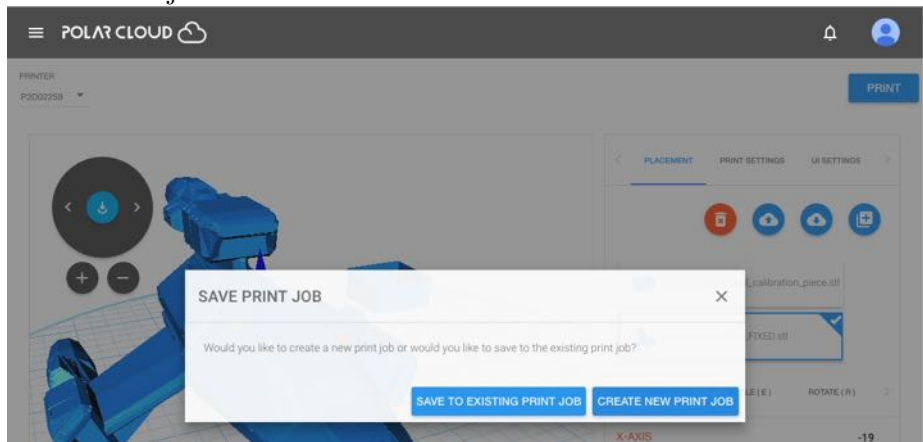 POLAR CLOUD
PRINTER
P3D02259
PRINT
PLACEMENT PRINT SETTINGS UI SETTINGS
SAVE PRINT JOB
_calibration_piece.stl
Would you like to create a new print job or would you like to save to the existing print job?
_FIXED.stl
SAVE TO EXISTING PRINT JOB CREATE NEW PRINT JOB
LE ( E ) ROTATE ( R )
X-AXIS -19